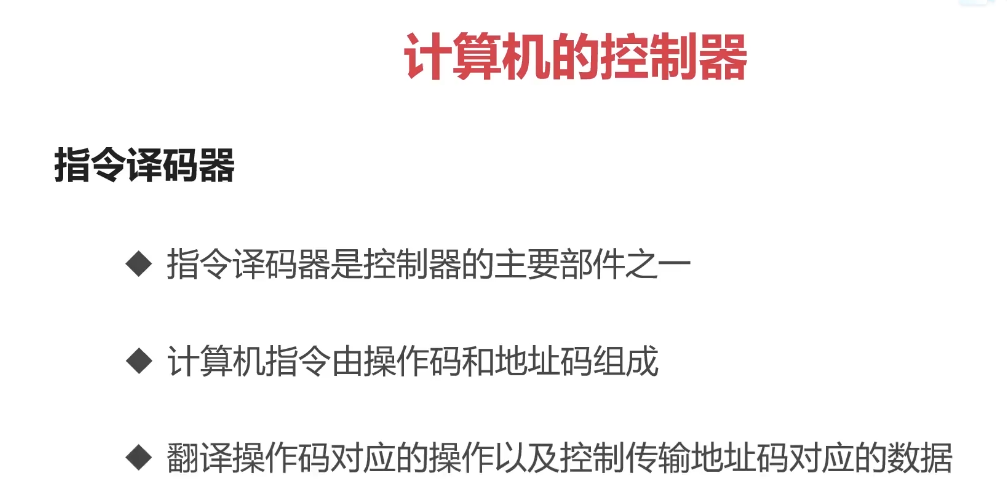 计算机的控制器
指令译码器
◆ 指令译码器是控制器的主要部件之一
◆ 计算机指令由操作码和地址码组成
◆ 翻译操作码对应的操作以及控制传输地址码对应的数据